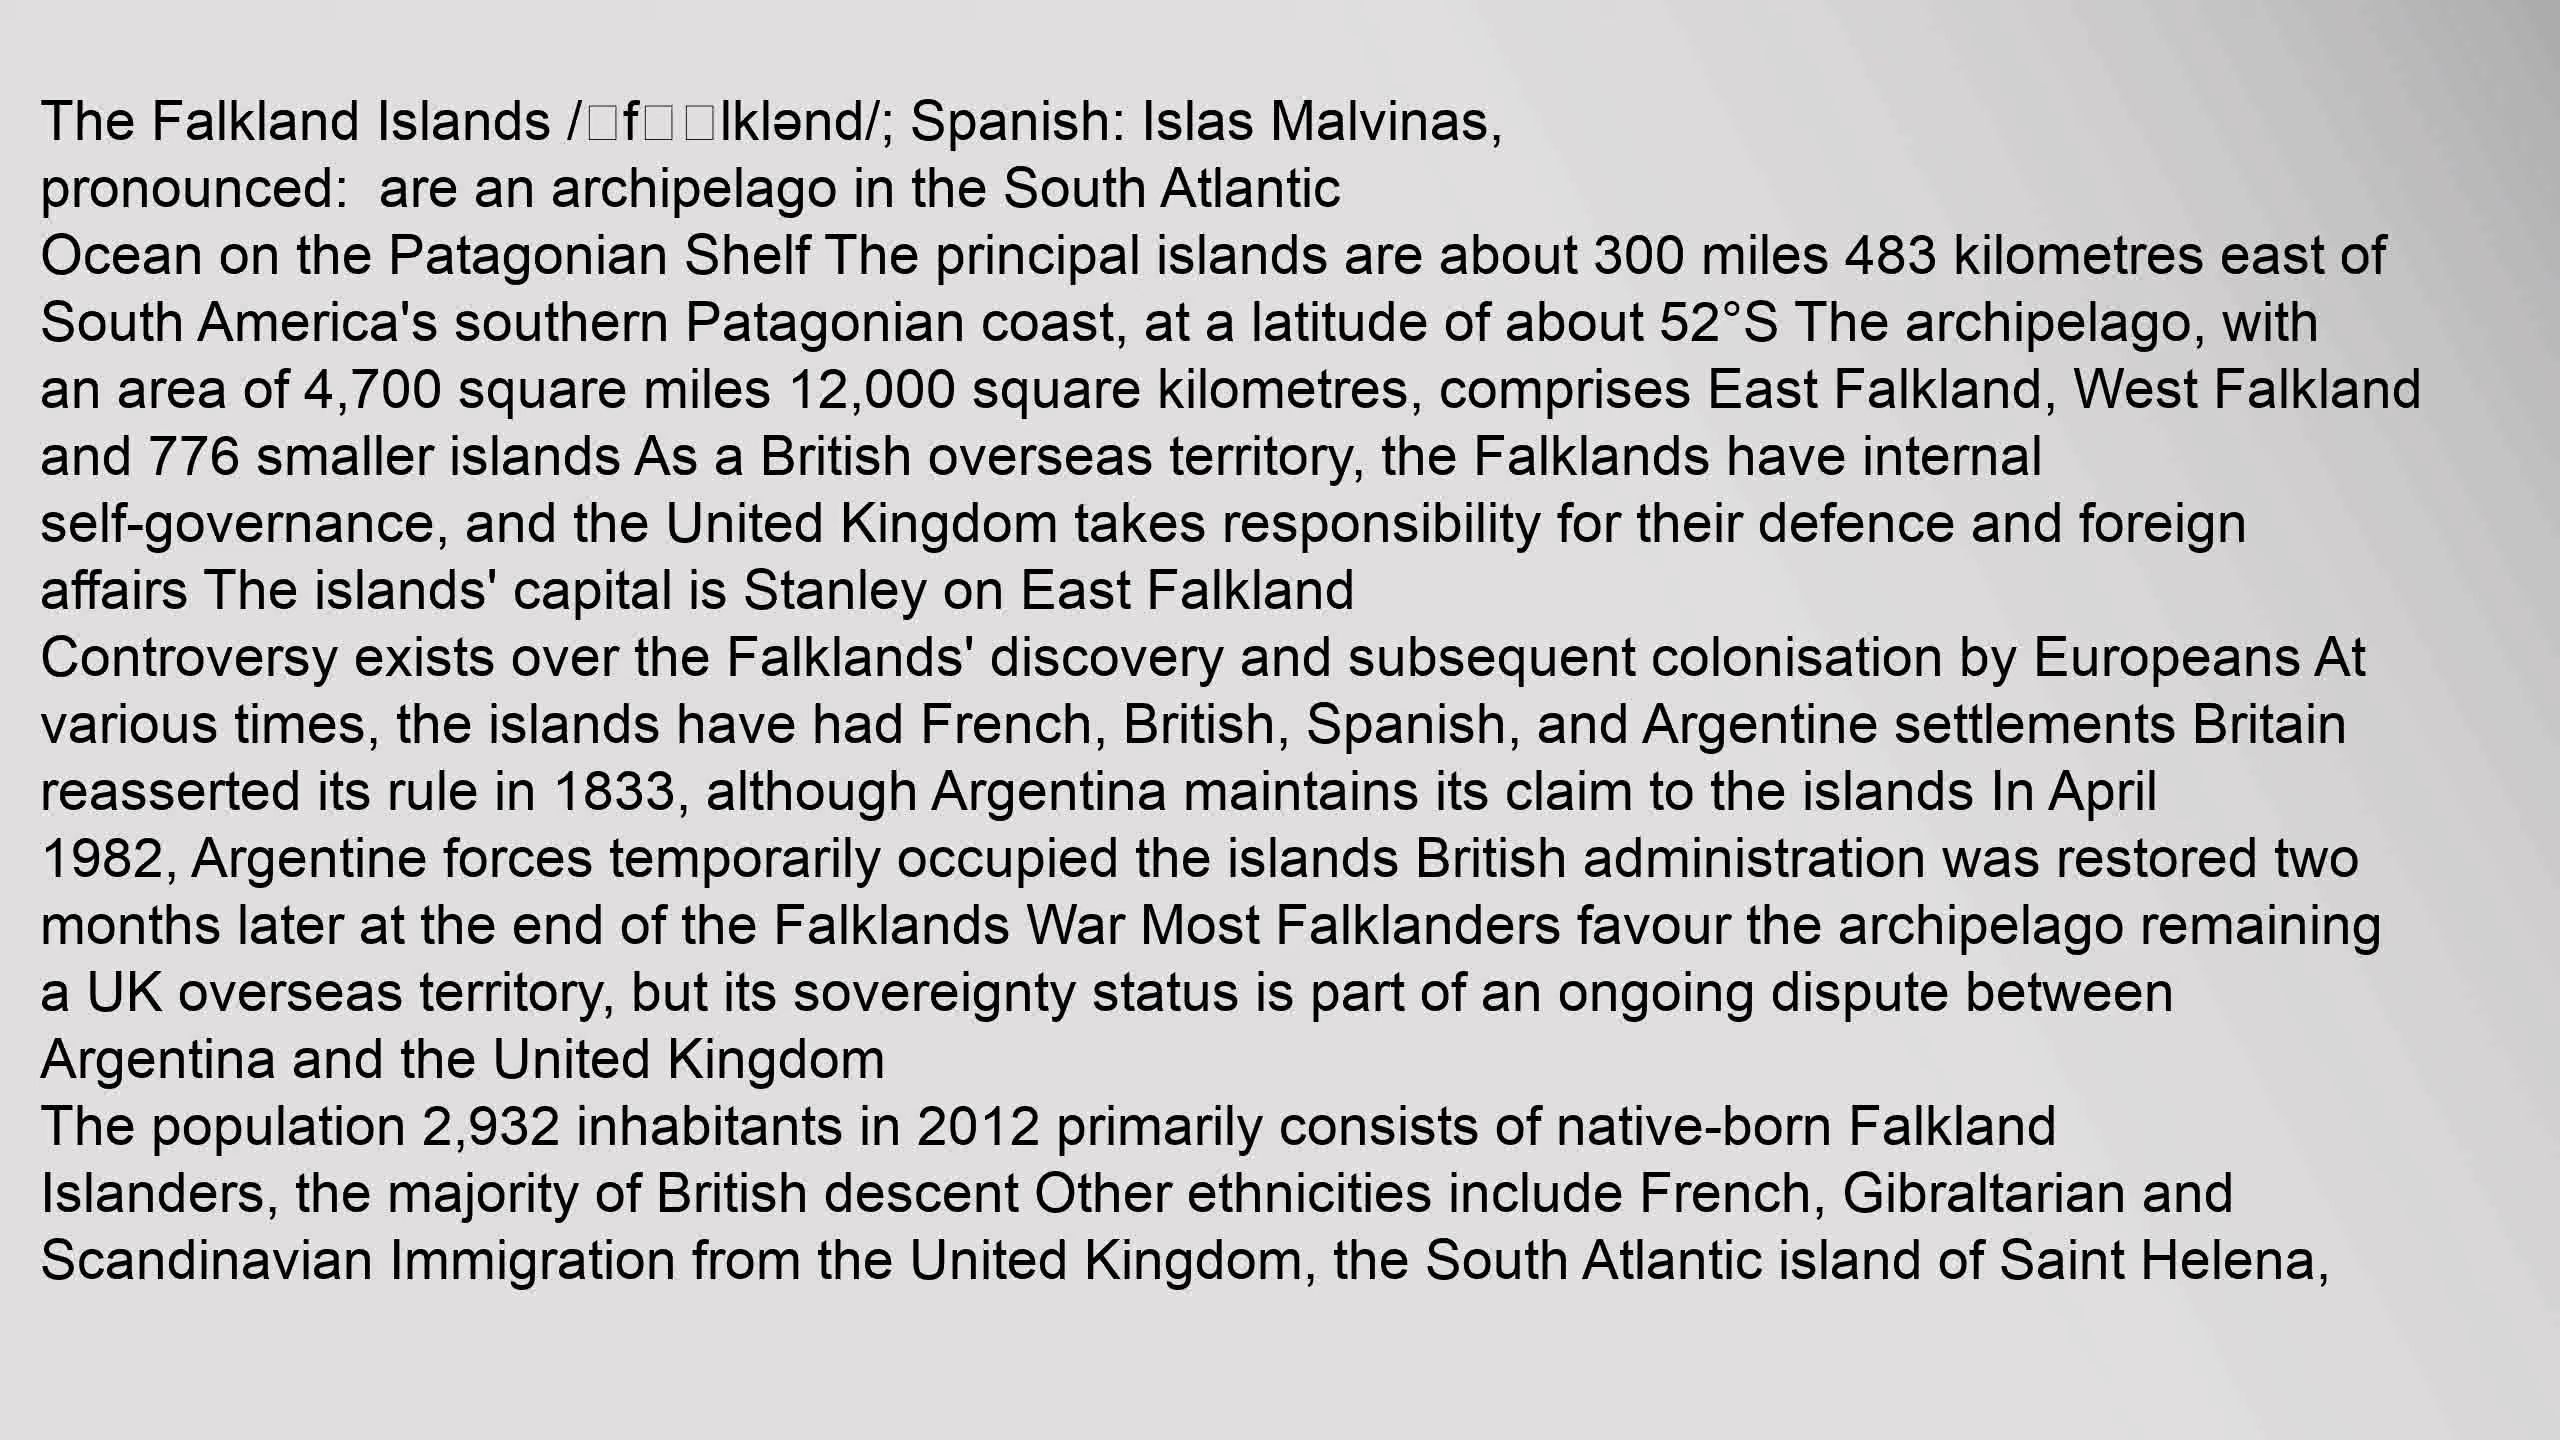 The Falkland Islands /□f□□lklənd/; Spanish: Islas Malvinas,
pronounced:  are an archipelago in the South Atlantic
Ocean on the Patagonian Shelf The principal islands are about 300 miles 483 kilometres east of
South America's southern Patagonian coast, at a latitude of about 52°S The archipelago, with
an area of 4,700 square miles 12,000 square kilometres, comprises East Falkland, West Falkland
and 776 smaller islands As a British overseas territory, the Falklands have internal
self-governance, and the United Kingdom takes responsibility for their defence and foreign
affairs The islands' capital is Stanley on East Falkland
Controversy exists over the Falklands' discovery and subsequent colonisation by Europeans At
various times, the islands have had French, British, Spanish, and Argentine settlements Britain
reasserted its rule in 1833, although Argentina maintains its claim to the islands In April
1982, Argentine forces temporarily occupied the islands British administration was restored two
months later at the end of the Falklands War Most Falklanders favour the archipelago remaining
a UK overseas territory, but its sovereignty status is part of an ongoing dispute between
Argentina and the United Kingdom
The population 2,932 inhabitants in 2012 primarily consists of native-born Falkland
Islanders, the majority of British descent Other ethnicities include French, Gibraltarian and
Scandinavian Immigration from the United Kingdom, the South Atlantic island of Saint Helena,